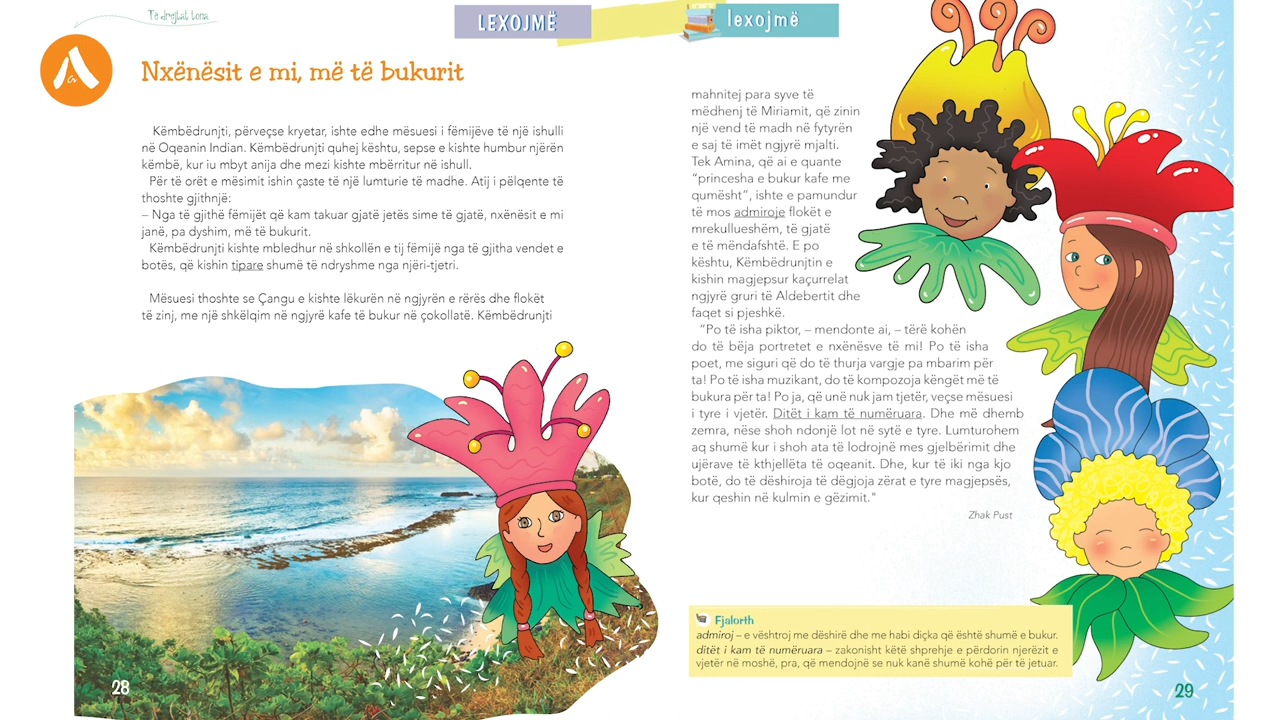 Të drejtat tona
LEXOJMË
lexojmë
Nxënësit e mi, më të bukurit
Këmbëdrunjti, përveçse kryetar, ishte edhe mësuesi i fëmijëve të një ishulli
në Oqeanin Indian. Këmbëdrunjti quhej kështu, sepse e kishte humbur njërën
këmbë, kur iu mbyt anija dhe mezi kishte mbërritur në ishull.
Për të orët e mësimit ishin çaste të një lumturie të madhe. Atij i pëlqente të
thoshte gjithnjë:
– Nga të gjithë fëmijët që kam takuar gjatë jetës sime të gjatë, nxënësit e mi
janë, pa dyshim, më të bukurit.
Këmbëdrunjti kishte mbledhur në shkollën e tij fëmijë nga të gjitha vendet e
botës, që kishin tipare shumë të ndryshme nga njëri-tjetri.
Mësuesi thoshte se Çangu e kishte lëkurën në ngjyrën e rërës dhe flokët
të zinj, me një shkëlqim në ngjyrë kafe të bukur në çokollatë. Këmbëdrunjti
28
mahnitej para syve të
mëdhenj të Miriamit, që zinin
një vend të madh në fytyrën
e saj të imët ngjyrë mjalti.
Tek Amina, që ai e quante
“princesha e bukur kafe me
qumësht”, ishte e pamundur
të mos admiroje flokët e
mrekullueshëm, të gjatë
e të mëndafshtë. E po
kështu, Këmbëdrunjtin e
kishin magjepsur kaçurrelat
ngjyrë gruri të Aldebertit dhe
faqet si pjeshkë.
“Po të isha piktor, – mendonte ai, – tërë kohën
do të bëja portretet e nxënësve të mi! Po të isha
poet, me siguri që do të thurja vargje pa mbarim për
ta! Po të isha muzikant, do të kompozoja këngët më të
bukura për ta! Po ja, që unë nuk jam tjetër, veçse mësuesi
i tyre i vjetër. Ditët i kam të numëruara. Dhe më dhemb
zemra, nëse shoh ndonjë lot në sytë e tyre. Lumturohem
aq shumë kur i shoh ata të lodrojnë mes gjelbërimit dhe
ujërave të kthjellëta të oqeanit. Dhe, kur të iki nga kjo
botë, do të dëshiroja të dëgjoja zërat e tyre magjepsës,
kur qeshin në kulmin e gëzimit."
Zhak Pust
Fjalorth
admiroj – e vështroj me dëshirë dhe me habi diçka që është shumë e bukur.
ditët i kam të numëruara – zakonisht këtë shprehje e përdorin njerëzit e
vjetër në moshë, pra, që mendojnë se nuk kanë shumë kohë për të jetuar.
29